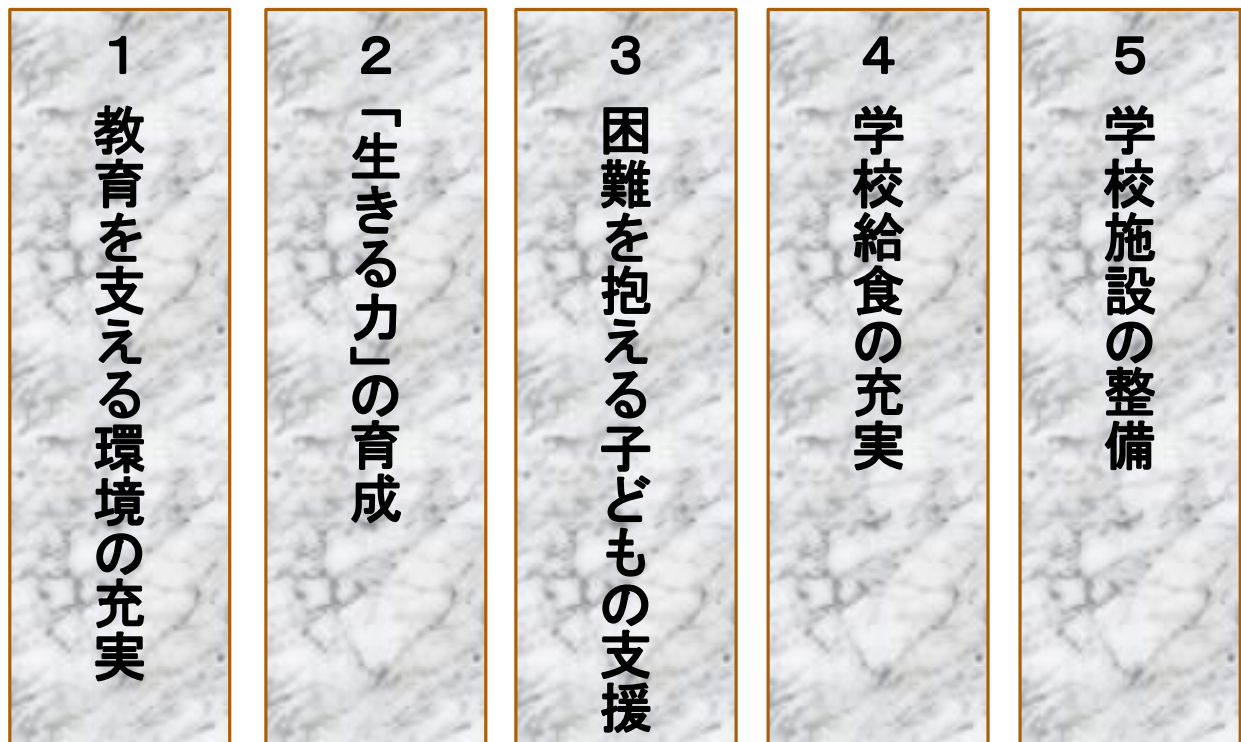 1 教育を支える環境の充実
2 「生きる力」の育成
3 困難を抱える子どもの支援
4 学校給食の充実
5 学校施設の整備